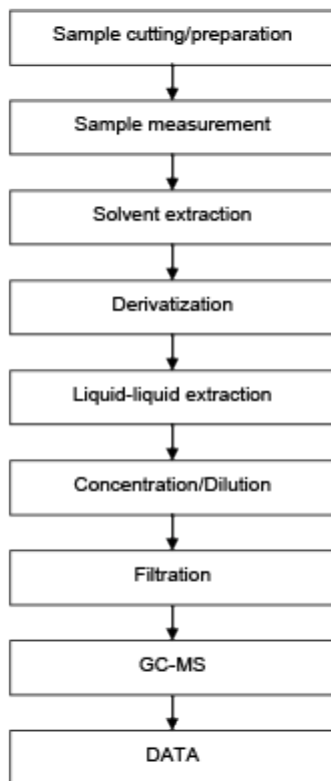 Sample cutting/preparation
Sample measurement
Solvent extraction
Derivatization
Liquid-liquid extraction
Concentration/Dilution
Filtration
GC-MS
DATA